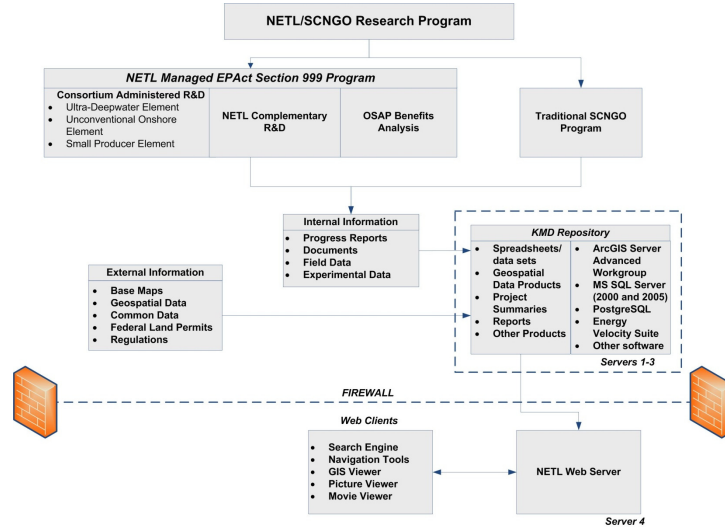 NETL/SCNGO Research Program
NETL Managed EPAct Section 999 Program
Consortium Administered R&D
• Ultra-Deepwater Element
• Unconventional Onshore
Element
• Small Producer Element
NETL Complementary
R&D
OSAP Benefits
Analysis
Traditional SCNGO
Program
Internal Information
• Progress Reports
• Documents
• Field Data
• Experimental Data
External Information
• Base Maps
• Geospatial Data
• Common Data
• Federal Land Permits
• Regulations
KMD Repository
• Spreadsheets/
data sets
• Geospatial
Data Products
• Project
Summaries
• Reports
• Other Products
• ArcGIS Server
Advanced
Workgroup
• MS SQL Server
(2000 and 2005)
• PostgreSQL
• Energy
Velocity Suite
• Other software
Servers 1-3
FIREWALL
Web Clients
• Search Engine
• Navigation Tools
• GIS Viewer
• Picture Viewer
• Movie Viewer
NETL Web Server
Server 4